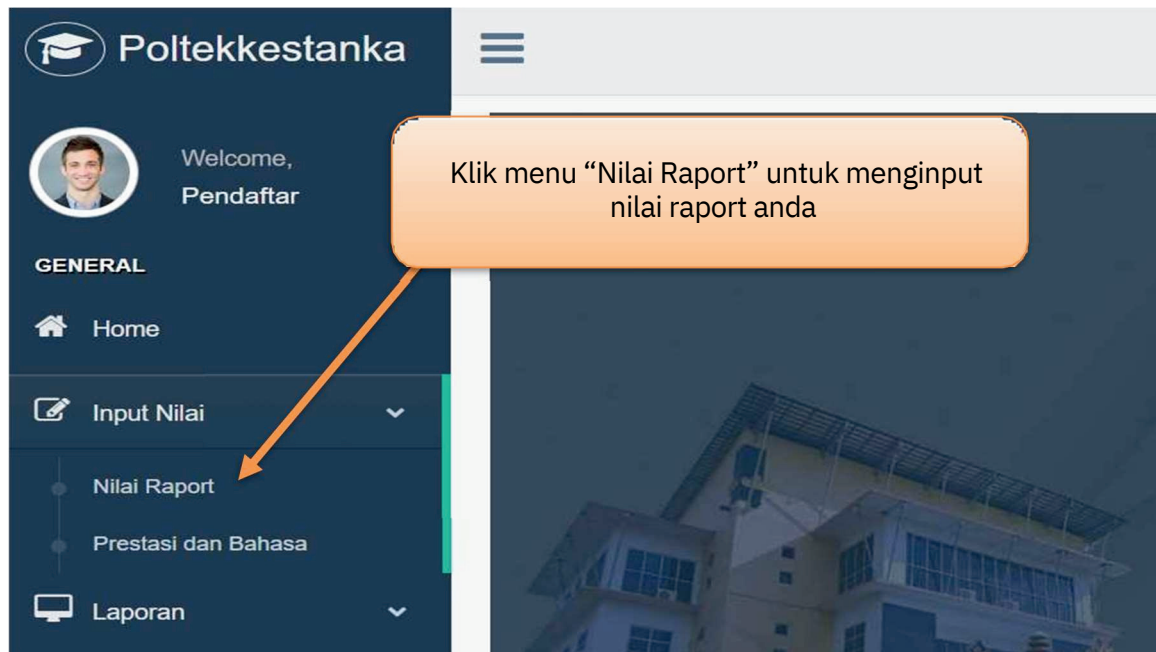 Poltekkestanka
Welcome,
Pendaftar
Klik menu “Nilai Raport” untuk menginput
nilai raport anda
GENERAL
Home
Input Nilai
Nilai Raport
Prestasi dan Bahasa
Laporan